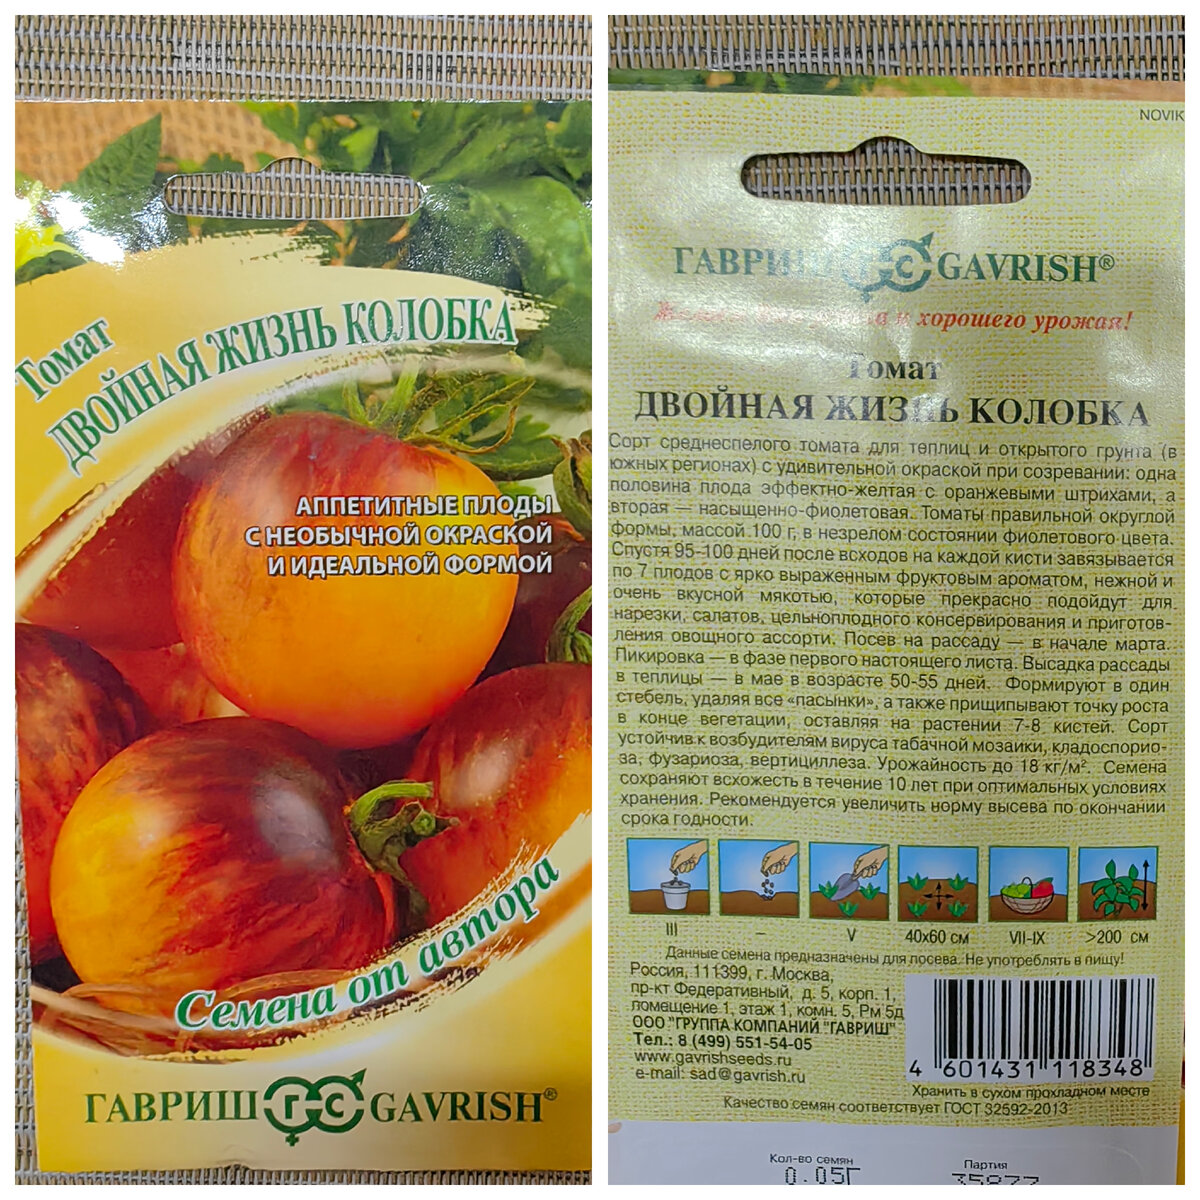 Томат
ДВОЙНАЯ ЖИЗНЬ КОЛОБКА
АППЕТИТНЫЕ ПЛОДЫ
С НЕОБЫЧНОЙ ОКРАСКОЙ
И ИДЕАЛЬНОЙ ФОРМОЙ
Семена от автора
ГАВРИШ ГС GAVRISH®
NOVIK
ГАВРИШ ГС GAVRISH®
и хорошего урожая!
Томат
ДВОЙНАЯ ЖИЗНЬ КОЛОБКА
Сорт среднеспелого томата для теплиц и открытого грунта (в
южных регионах) с удивительной окраской при созревании: одна
половина плода эффектно-желтая с оранжевыми штрихами, а
вторая — насыщенно-фиолетовая. Томаты правильной округлой
формы, массой 100 г, в незрелом состоянии фиолетового цвета.
Спустя 95-100 дней после всходов на каждой кисти завязывается
по 7 плодов с ярко выраженным фруктовым ароматом, нежной и
очень вкусной мякотью, которые прекрасно подойдут для
нарезки, салатов, цельноплодного консервирования и приготов-
ления овощного ассорти. Посев на рассаду — в начале марта.
Пикировка — в фазе первого настоящего листа. Высадка рассады
в теплицы — в мае в возрасте 50-55 дней. Формируют в один
стебель, удаляя все «пасынки», а также прищипывают точку роста
в конце вегетации, оставляя на растении 7-8 кистей. Сорт
устойчив к возбудителям вируса табачной мозаики, кладоспорио-
за, фузариоза, вертициллеза. Урожайность до 18 кг/м². Семена
сохраняют всхожесть в течение 10 лет при оптимальных условиях
хранения. Рекомендуется увеличить норму высева по окончании
срока годности.
III – V 40x60 см VII-IX >200 см
Данные семена предназначены для посева. Не употреблять в пищу!
Россия, 111399, г. Москва,
пр-кт Федеративный, д. 5, корп. 1,
помещение 1, этаж 1, комн. 5, Рм 5д
ООО "ГРУППА КОМПАНИЙ "ГАВРИШ"
Тел.: 8 (499) 551-54-05
www.gavrishseeds.ru
e-mail: sad@gavrish.ru
4 601431 118348
Хранить в сухом прохладном месте
Качество семян соответствует ГОСТ 32592-2013
Кол-во семян
0.05Г
Партия
35877